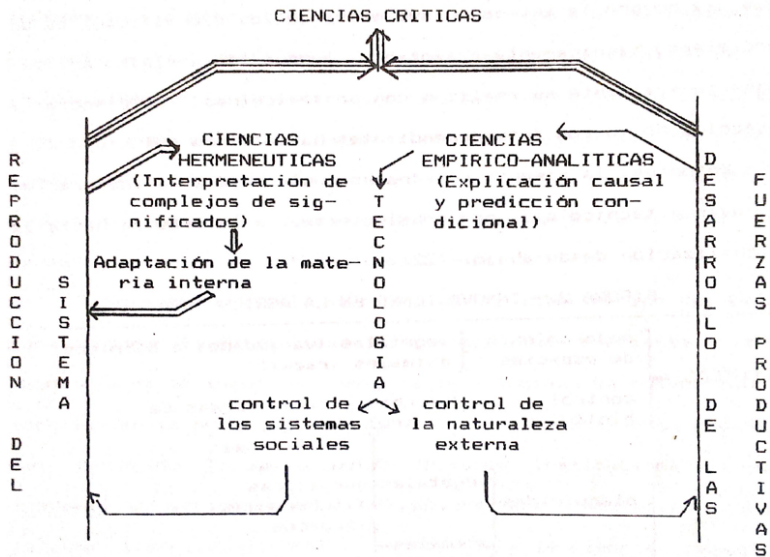 CIENCIAS CRITICAS
CIENCIAS
HERMENEUTICAS
(Interpretacion de
complejos de sig-
nificados)
Adaptación de la mate-
ria interna
CIENCIAS
EMPIRICO-ANALITICAS
(Explicación causal
y predicción con-
dicional)
TECNOLOGIA
control de
los sistemas
sociales
control de
la naturaleza
externa
REPRODUCCION DEL
SISTEMA
DESARROLLO DE LAS
FUERZAS PRODUCTIVAS